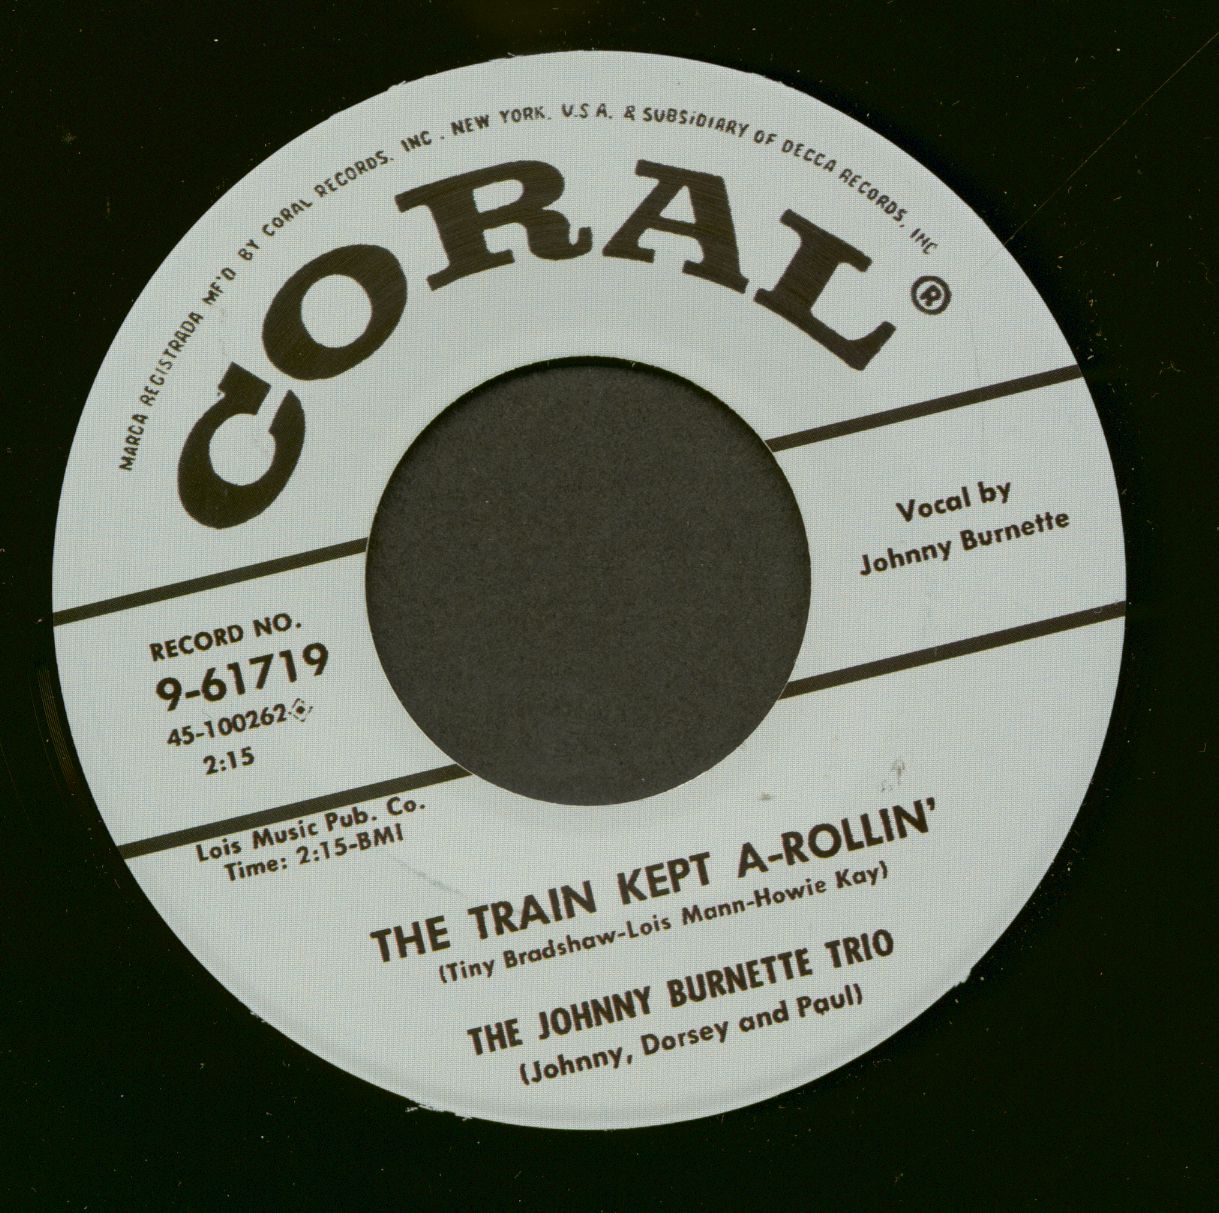 MARCA REGISTRADA MF'D BY CORAL RECORDS, INC . NEW YORK. U.S A. & SUBSiDIARY OF DECCA RECORDS, INC
CORAL®
Vocal by
Johnny Burnette
RECORD NO.
9-61719
45-100262
2:15
Lois Music Pub. Co.
Time: 2:15-BMI
THE TRAIN KEPT A-ROLLIN'
(Tiny Bradshaw-Lois Mann-Howie Kay)
THE JOHNNY BURNETTE TRIO
(Johnny, Dorsey and Paul)